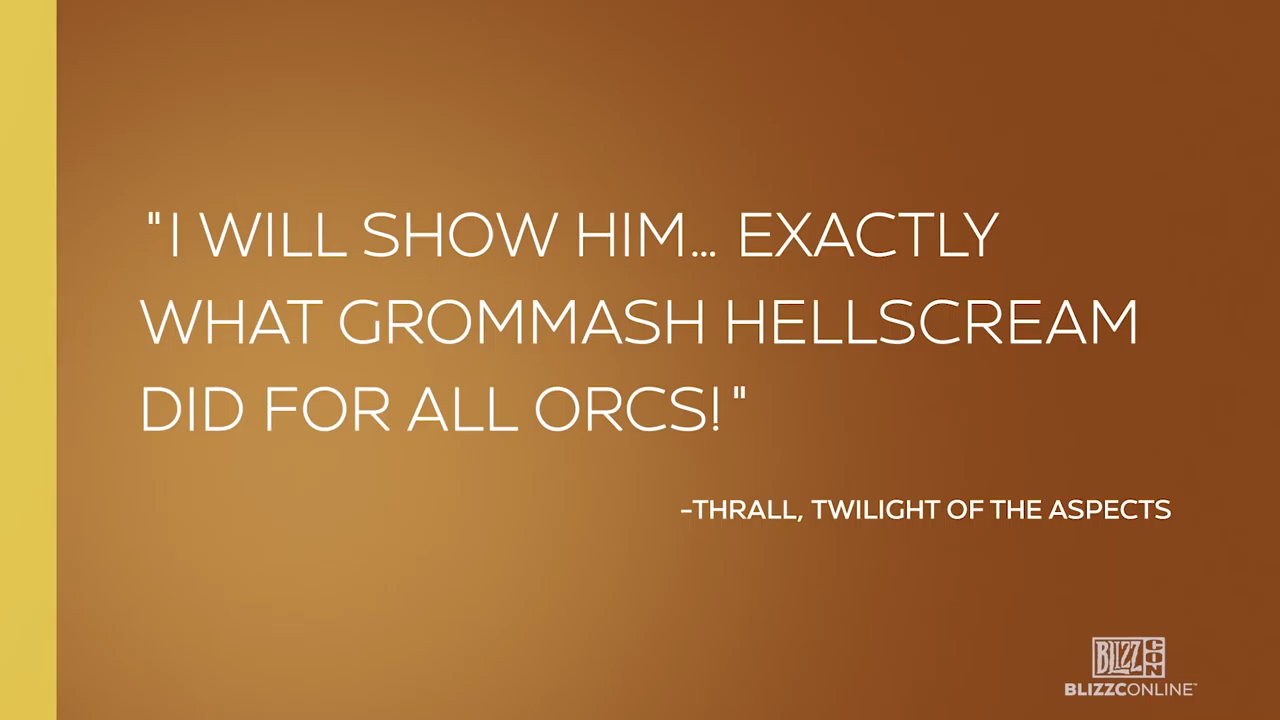 "I WILL SHOW HIM... EXACTLY
WHAT GROMMASH HELLSCREAM
DID FOR ALL ORCS!"
-THRALL, TWILIGHT OF THE ASPECTS
BLIZZ CON
BLIZZCONLINE™